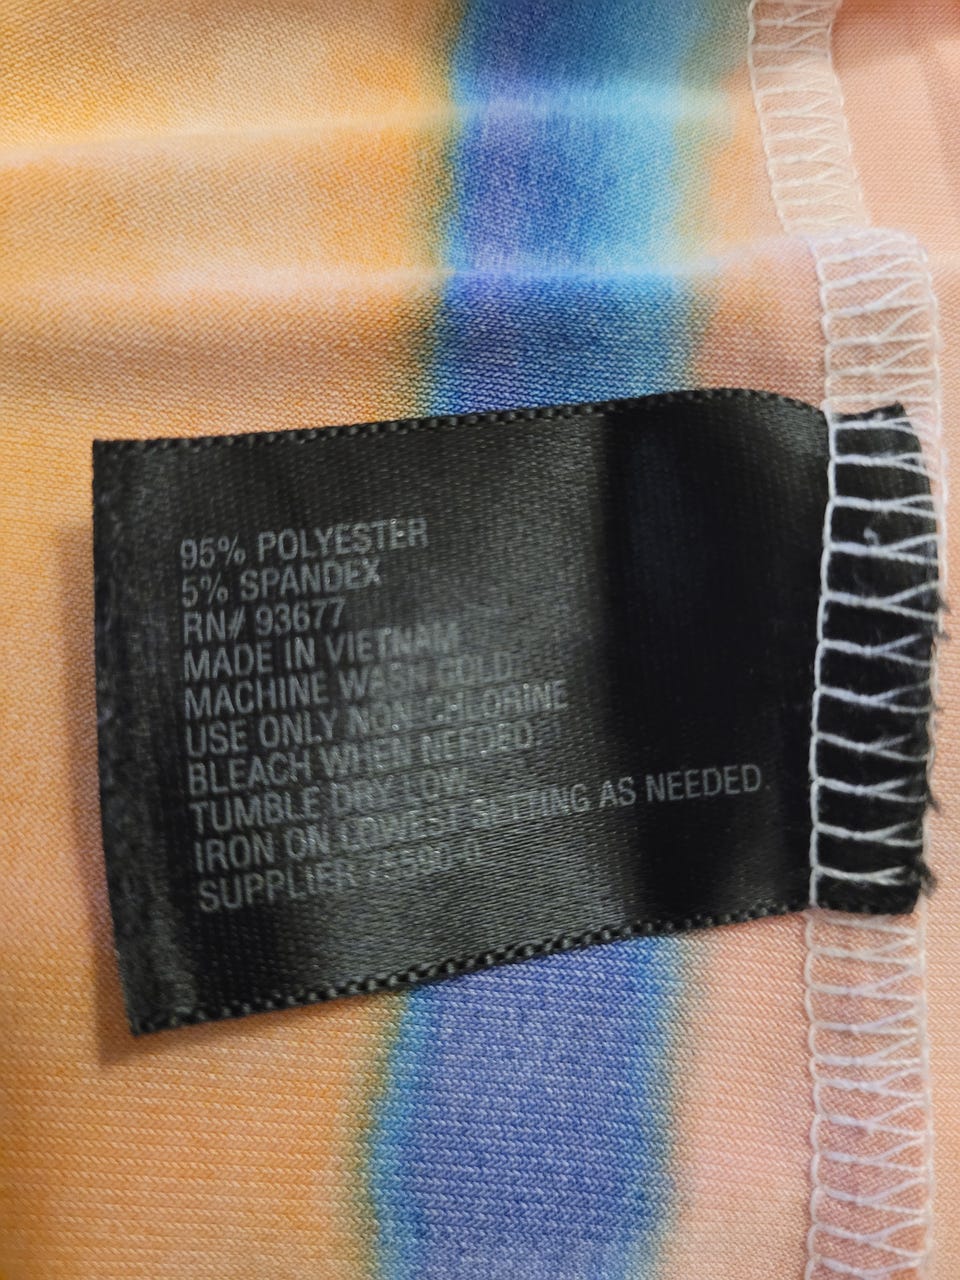 95% POLYESTER
5% SPANDEX
RN# 93677
MADE IN VIETNAM
MACHINE WASH COLD.
USE ONLY NON-CHLORINE
BLEACH WHEN NEEDED.
TUMBLE DRY LOW.
IRON ON LOWEST SETTING AS NEEDED.
SUPPLIER